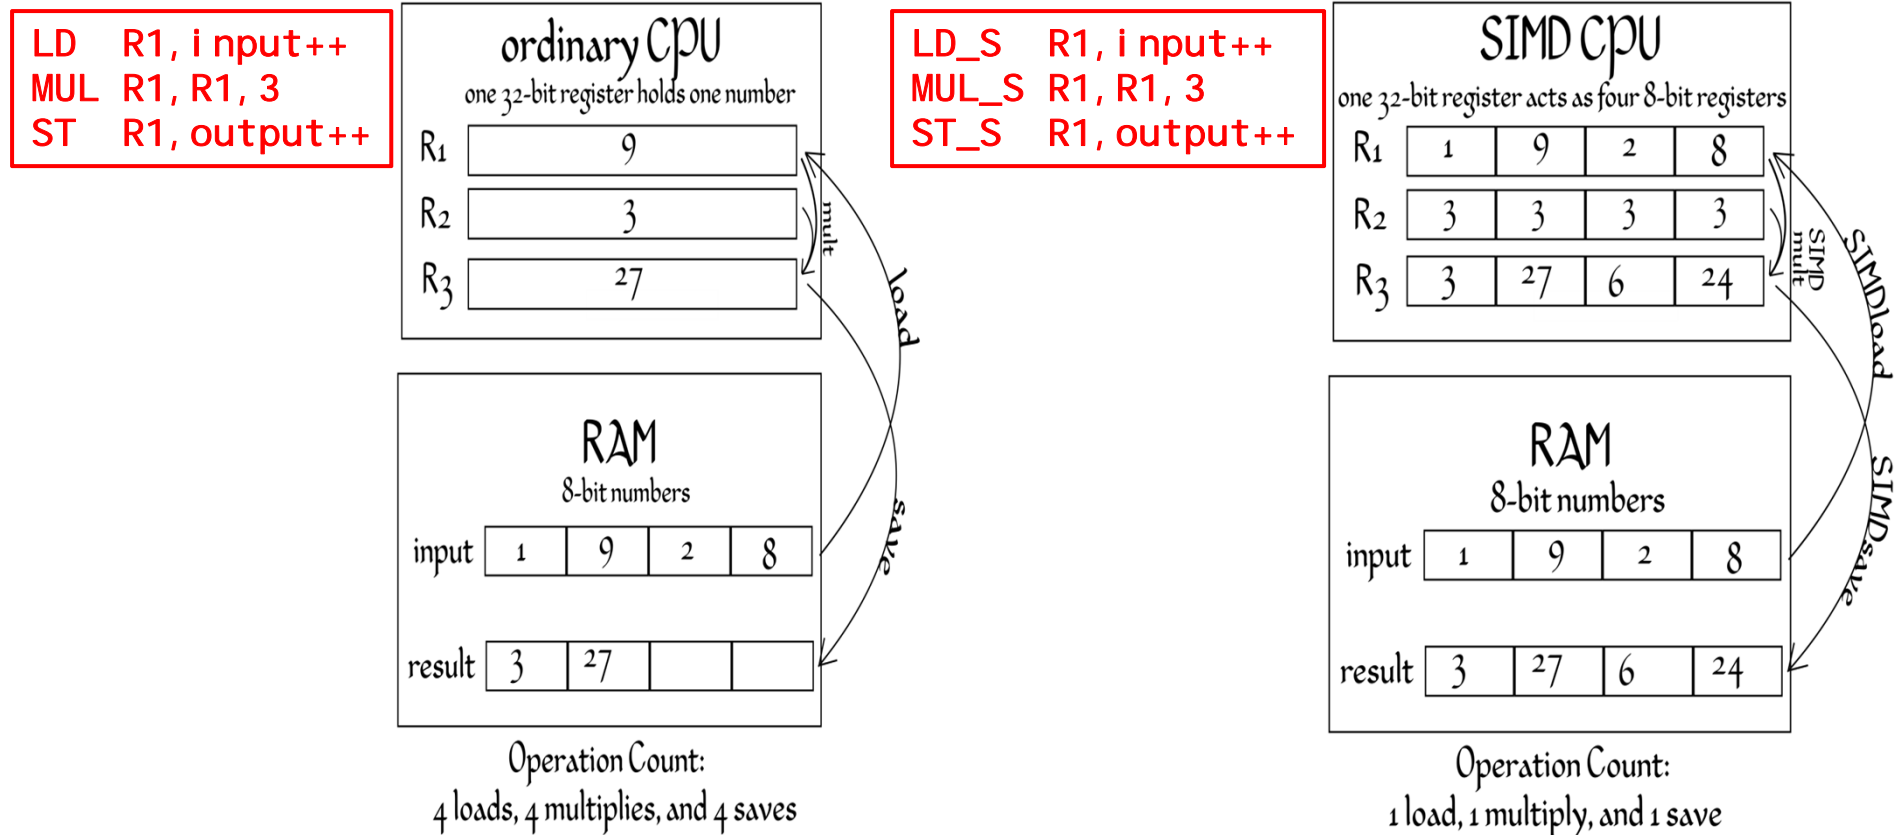 LD R1,input++
MUL R1,R1,3
ST R1,output++
ordinary CPU
one 32-bit register holds one number
R1 9
R2 3
R3 27
mult
load
save
RAM
8-bit numbers
input 1 9 2 8
result 3 27
Operation Count:
4 loads, 4 multiplies, and 4 saves
LD_S R1,input++
MUL_S R1,R1,3
ST_S R1,output++
SIMD CPU
one 32-bit register acts as four 8-bit registers
R1 1 9 2 8
R2 3 3 3 3
R3 3 27 6 24
SIMD
mult
SIMD load
SIMD save
RAM
8-bit numbers
input 1 9 2 8
result 3 27 6 24
Operation Count:
1 load, 1 multiply, and 1 save